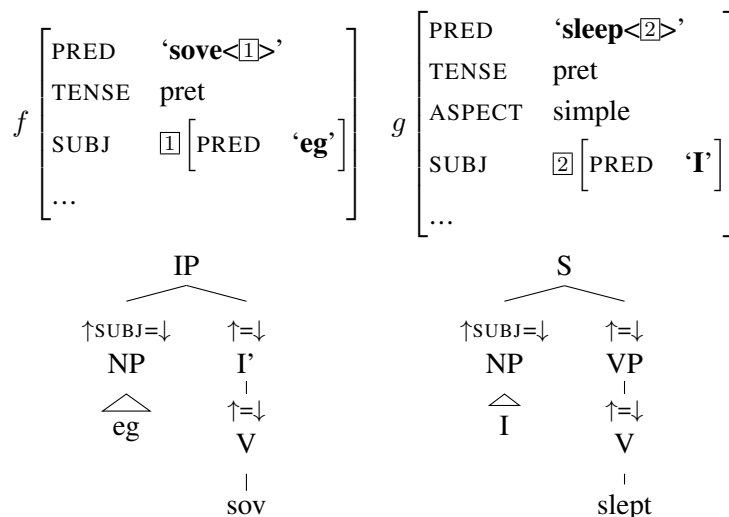 f
PRED ‘sove<1>’
TENSE pret
SUBJ 1 [PRED ‘eg’]
...
g
PRED ‘sleep<2>’
TENSE pret
ASPECT simple
SUBJ 2 [PRED ‘I’]
...
IP
↑SUBJ=↓ ↑=↓
NP I’
eg ↑=↓
V
sov
S
↑SUBJ=↓ ↑=↓
NP VP
I ↑=↓
V
slept